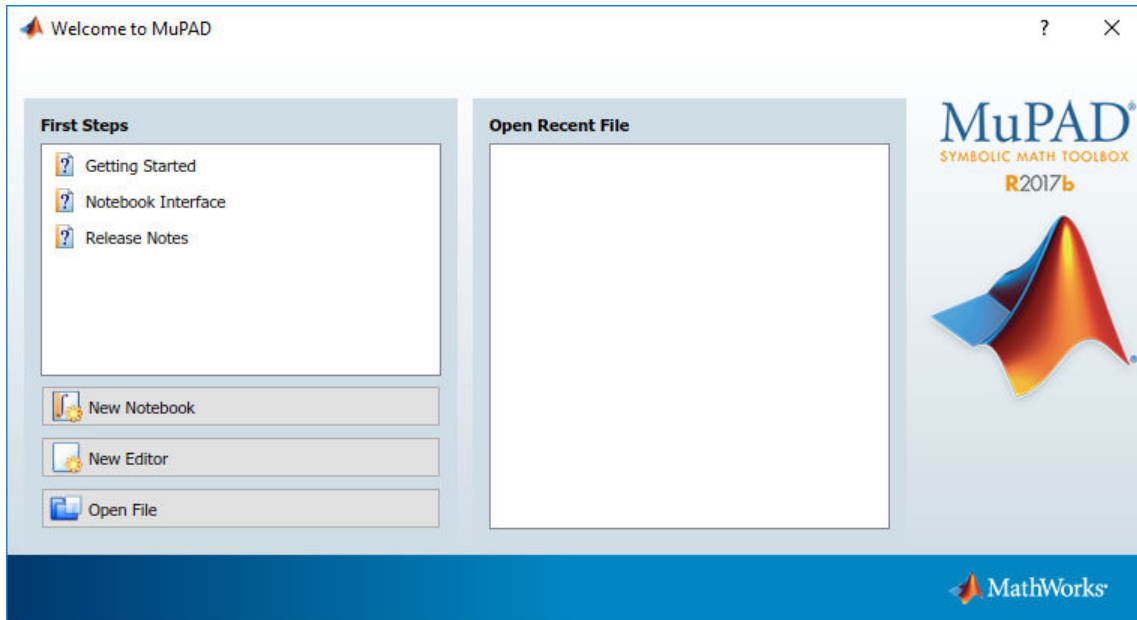 Welcome to MuPAD
?
First Steps
? Getting Started
? Notebook Interface
? Release Notes
New Notebook
New Editor
Open File
Open Recent File
MuPAD®
SYMBOLIC MATH TOOLBOX
R2017b
®
MathWorks®